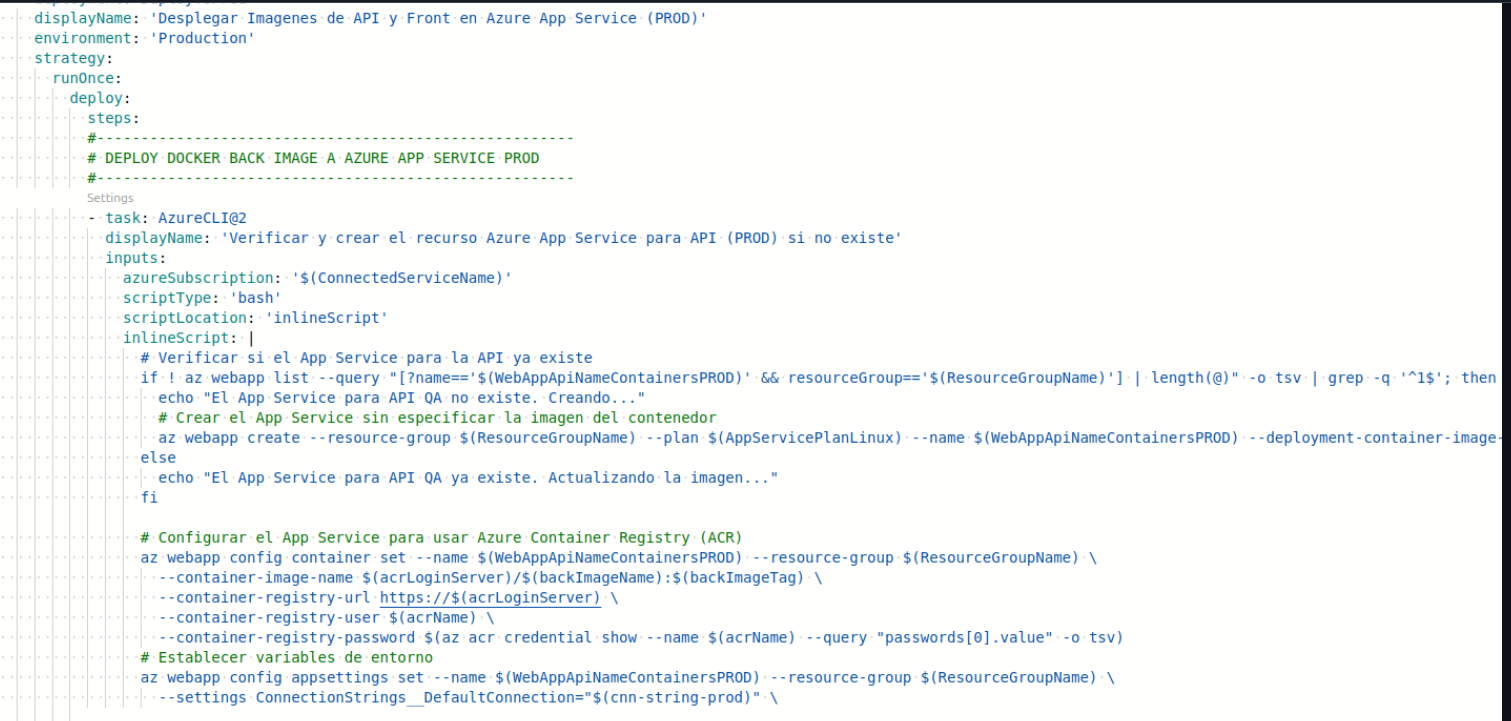 displayName: 'Desplegar Imagenes de API y Front en Azure App Service (PROD)'
environment: 'Production'
strategy:
runOnce:
deploy:
steps:
#------------------------------------------------------
# DEPLOY DOCKER BACK IMAGE A AZURE APP SERVICE PROD
#------------------------------------------------------
Settings
- task: AzureCLI@2
displayName: 'Verificar y crear el recurso Azure App Service para API (PROD) si no existe'
inputs:
azureSubscription: '$(ConnectedServiceName)'
scriptType: 'bash'
scriptLocation: 'inlineScript'
inlineScript: |
# Verificar si el App Service para la API ya existe
if ! az webapp list --query "[?name=='$(WebAppApiNameContainersPROD)' && resourceGroup=='$(ResourceGroupName)'] | length(@)" -o tsv | grep -q '^1$'; then
echo "El App Service para API QA no existe. Creando..."
# Crear el App Service sin especificar la imagen del contenedor
az webapp create --resource-group $(ResourceGroupName) --plan $(AppServicePlanLinux) --name $(WebAppApiNameContainersPROD) --deployment-container-image-
else
echo "El App Service para API QA ya existe. Actualizando la imagen..."
fi
# Configurar el App Service para usar Azure Container Registry (ACR)
az webapp config container set --name $(WebAppApiNameContainersPROD) --resource-group $(ResourceGroupName) \
--container-image-name $(acrLoginServer)/$(backImageName):$(backImageTag) \
--container-registry-url https://$(acrLoginServer) \
--container-registry-user $(acrName) \
--container-registry-password $(az acr credential show --name $(acrName) --query "passwords[0].value" -o tsv)
# Establecer variables de entorno
az webapp config appsettings set --name $(WebAppApiNameContainersPROD) --resource-group $(ResourceGroupName) \
--settings ConnectionStrings__DefaultConnection="$(cnn-string-prod)" \